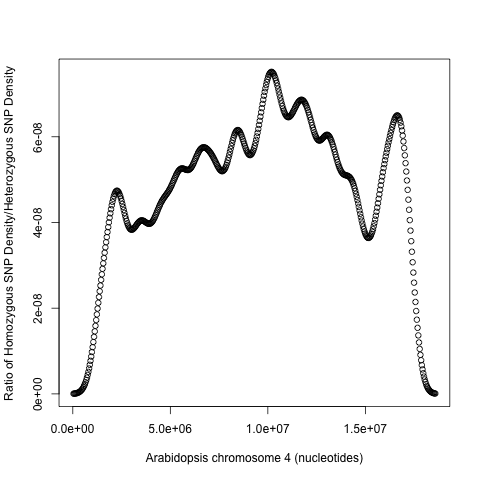 Ratio of Homozygous SNP Density/Heterozygous SNP Density
6e-08
4e-08
2e-08
0e+00
0.0e+00 5.0e+06 1.0e+07 1.5e+07
Arabidopsis chromosome 4 (nucleotides)